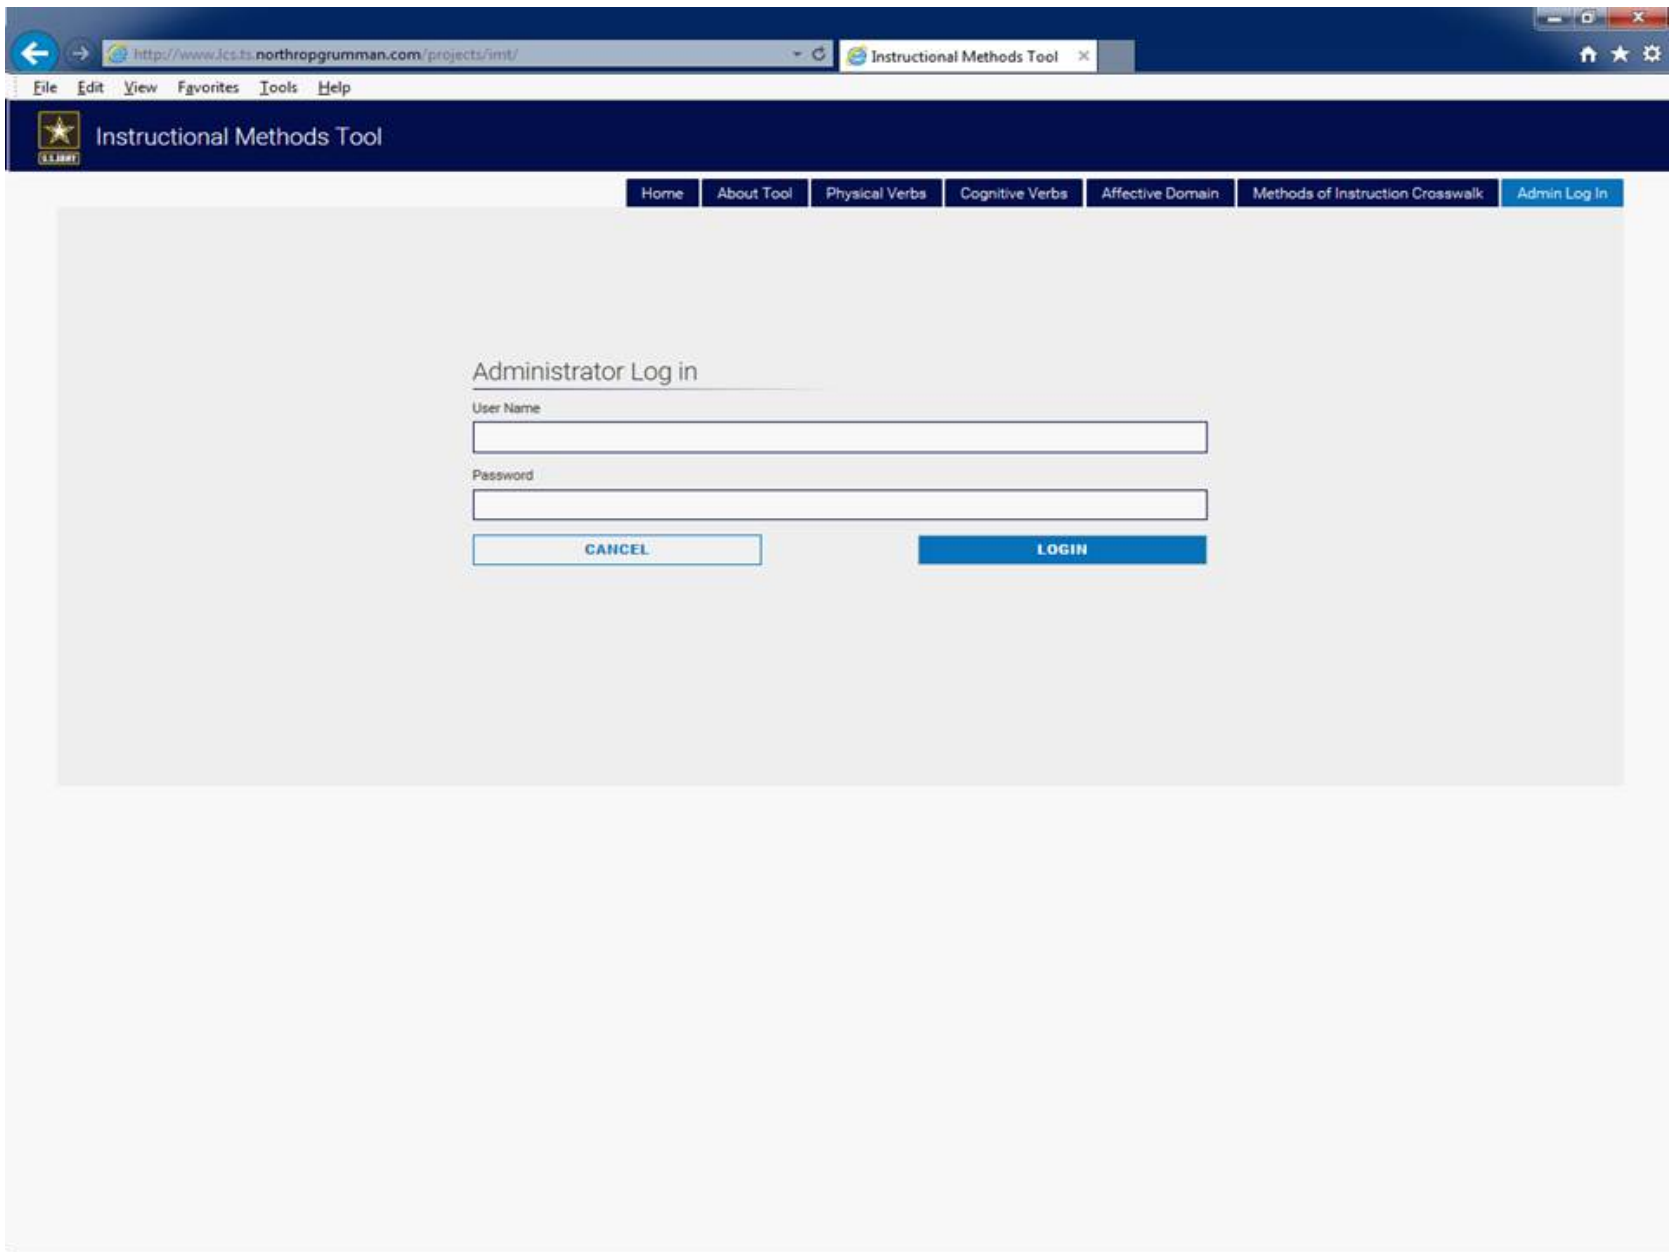 http://www.lcs.ts.northropgrumman.com/projects/imt/
Instructional Methods Tool
File Edit View Favorites Tools Help
U.S.ARMY
Instructional Methods Tool
Home About Tool Physical Verbs Cognitive Verbs Affective Domain Methods of Instruction Crosswalk Admin Log In
Administrator Log in
User Name
Password
CANCEL LOGIN